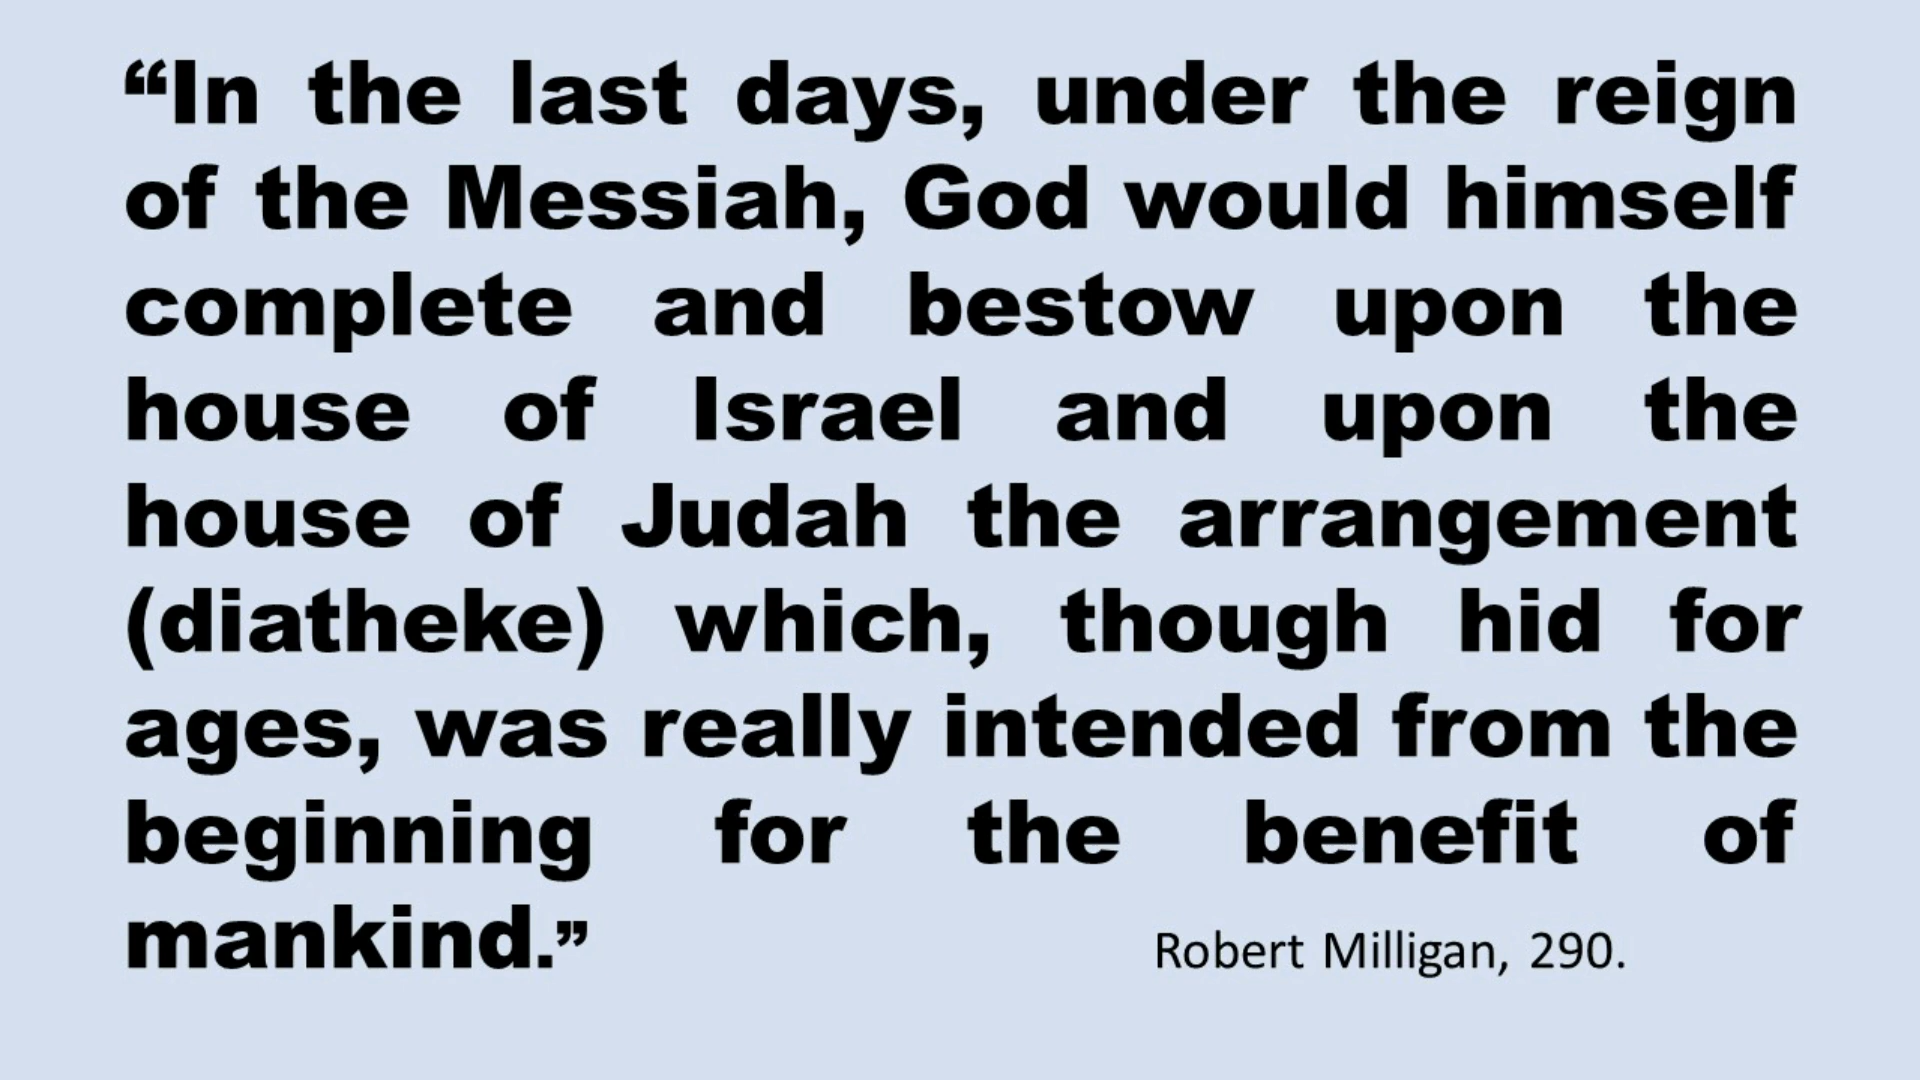 “In the last days, under the reign
of the Messiah, God would himself
complete and bestow upon the
house of Israel and upon the
house of Judah the arrangement
(diatheke) which, though hid for
ages, was really intended from the
beginning for the benefit of
mankind.” Robert Milligan, 290.